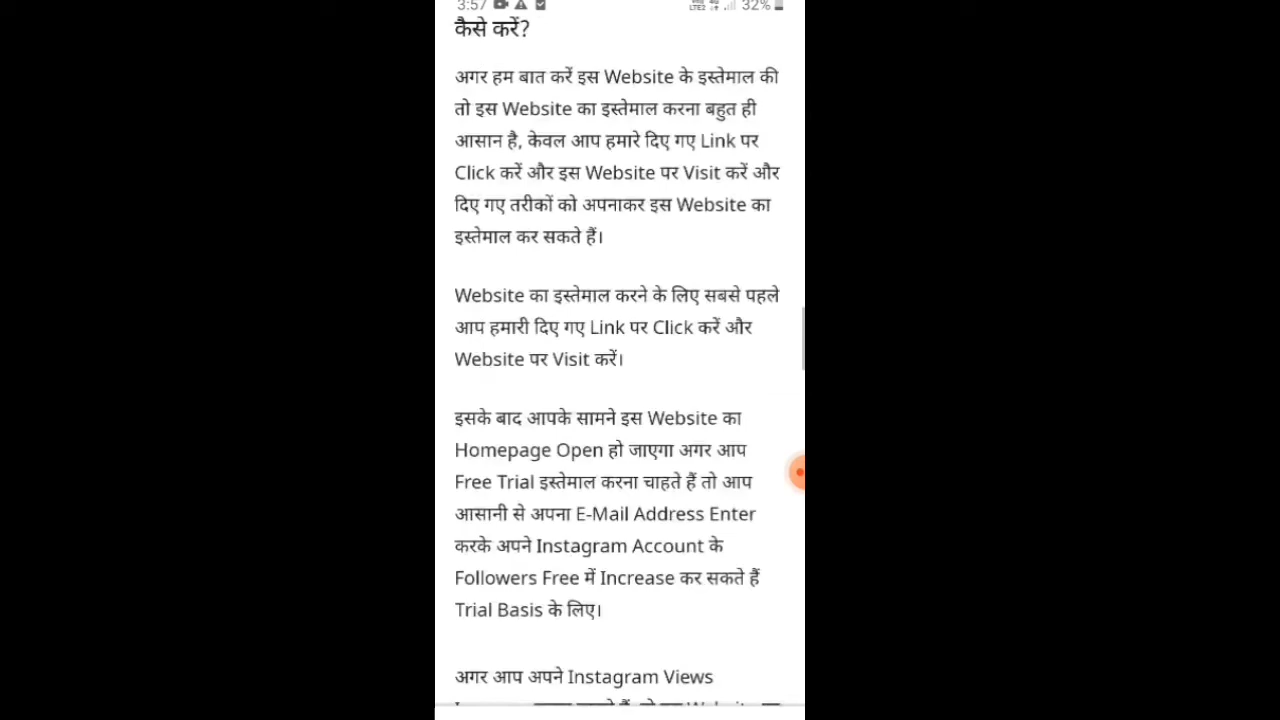 3:57
LTE2 32%
कैसे करें?
अगर हम बात करें इस Website के इस्तेमाल की
तो इस Website का इस्तेमाल करना बहुत ही
आसान है, केवल आप हमारे दिए गए Link पर
Click करें और इस Website पर Visit करें और
दिए गए तरीकों को अपनाकर इस Website का
इस्तेमाल कर सकते हैं।
Website का इस्तेमाल करने के लिए सबसे पहले
आप हमारी दिए गए Link पर Click करें और
Website पर Visit करें।
इसके बाद आपके सामने इस Website का
Homepage Open हो जाएगा अगर आप
Free Trial इस्तेमाल करना चाहते हैं तो आप
आसानी से अपना E-Mail Address Enter
करके अपने Instagram Account के
Followers Free में Increase कर सकते हैं
Trial Basis के लिए।
अगर आप अपने Instagram Views